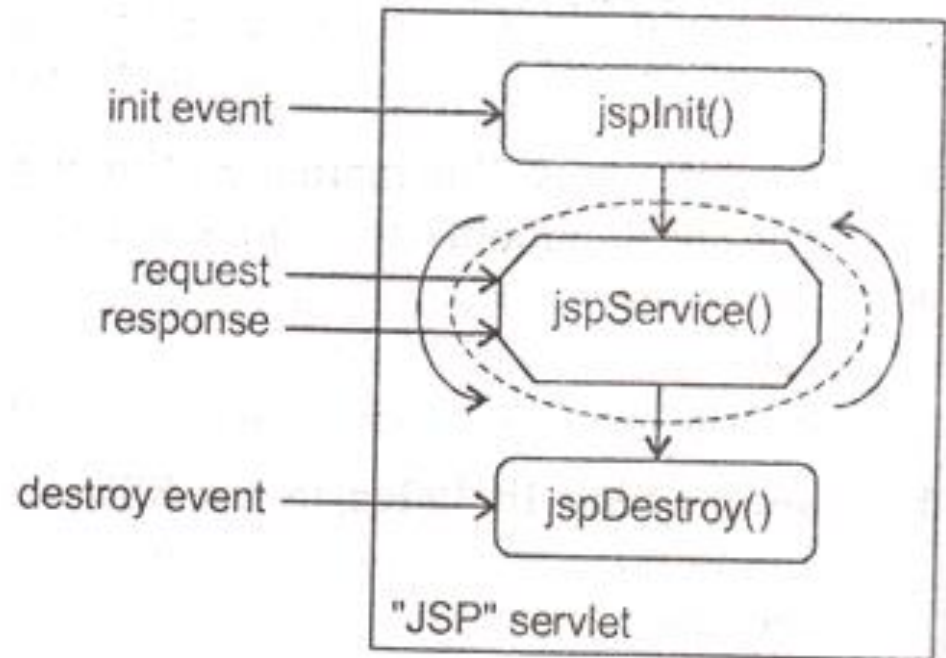 init event
jspInit()
request
response
jspService()
destroy event
jspDestroy()
"JSP" servlet